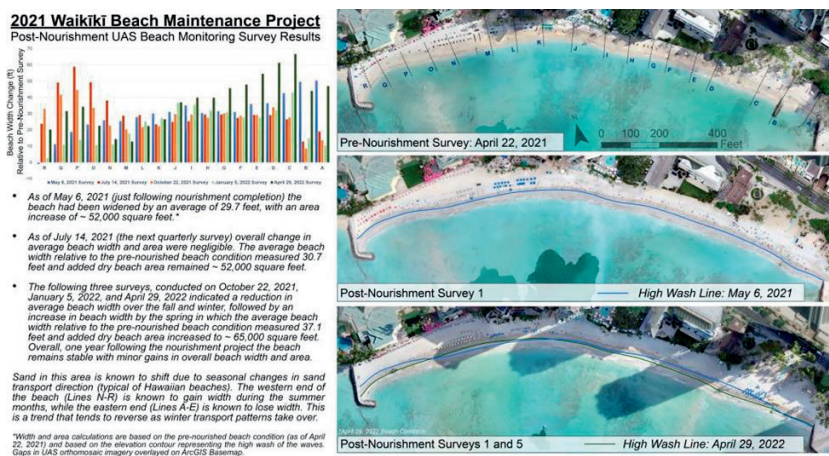 2021 Waikīkī Beach Maintenance Project
Post-Nourishment UAS Beach Monitoring Survey Results
Beach Width Change (ft)
Relative to Pre-Nourishment Survey
70
60
50
40
30
20
10
0
R Q P O N M L K J I H G F E D C B A
May 6, 2021 Survey July 14, 2021 Survey October 22, 2021 Survey January 5, 2022 Survey April 29, 2022 Survey
• As of May 6, 2021 (just following nourishment completion) the
beach had been widened by an average of 29.7 feet, with an area
increase of ~ 52,000 square feet.*
• As of July 14, 2021 (the next quarterly survey) overall change in
average beach width and area were negligible. The average beach
width relative to the pre-nourished beach condition measured 30.7
feet and added dry beach area remained ~ 52,000 square feet.
• The following three surveys, conducted on October 22, 2021,
January 5, 2022, and April 29, 2022 indicated a reduction in
average beach width over the fall and winter, followed by an
increase in beach width by the spring in which the average beach
width relative to the pre-nourished beach condition measured 37.1
feet and added dry beach area increased to ~ 65,000 square feet.
Overall, one year following the nourishment project the beach
remains stable with minor gains in overall beach width and area.
Sand in this area is known to shift due to seasonal changes in sand
transport direction (typical of Hawaiian beaches). The western end of
the beach (Lines N-R) is known to gain width during the summer
months, while the eastern end (Lines A-E) is known to lose width. This
is a trend that tends to reverse as winter transport patterns take over.
*Width and area calculations are based on the pre-nourished beach condition (as of April
22, 2021) and based on the elevation contour representing the high wash of the waves.
Gaps in UAS orthomosaic imagery overlayed on ArcGIS Basemap.
R Q P O N M L K J I H G F E D C B A
0 100 200 400
Feet
Pre-Nourishment Survey: April 22, 2021
Post-Nourishment Survey 1 High Wash Line: May 6, 2021
*April 29, 2022 Beach Condition
Post-Nourishment Surveys 1 and 5 High Wash Line: April 29, 2022